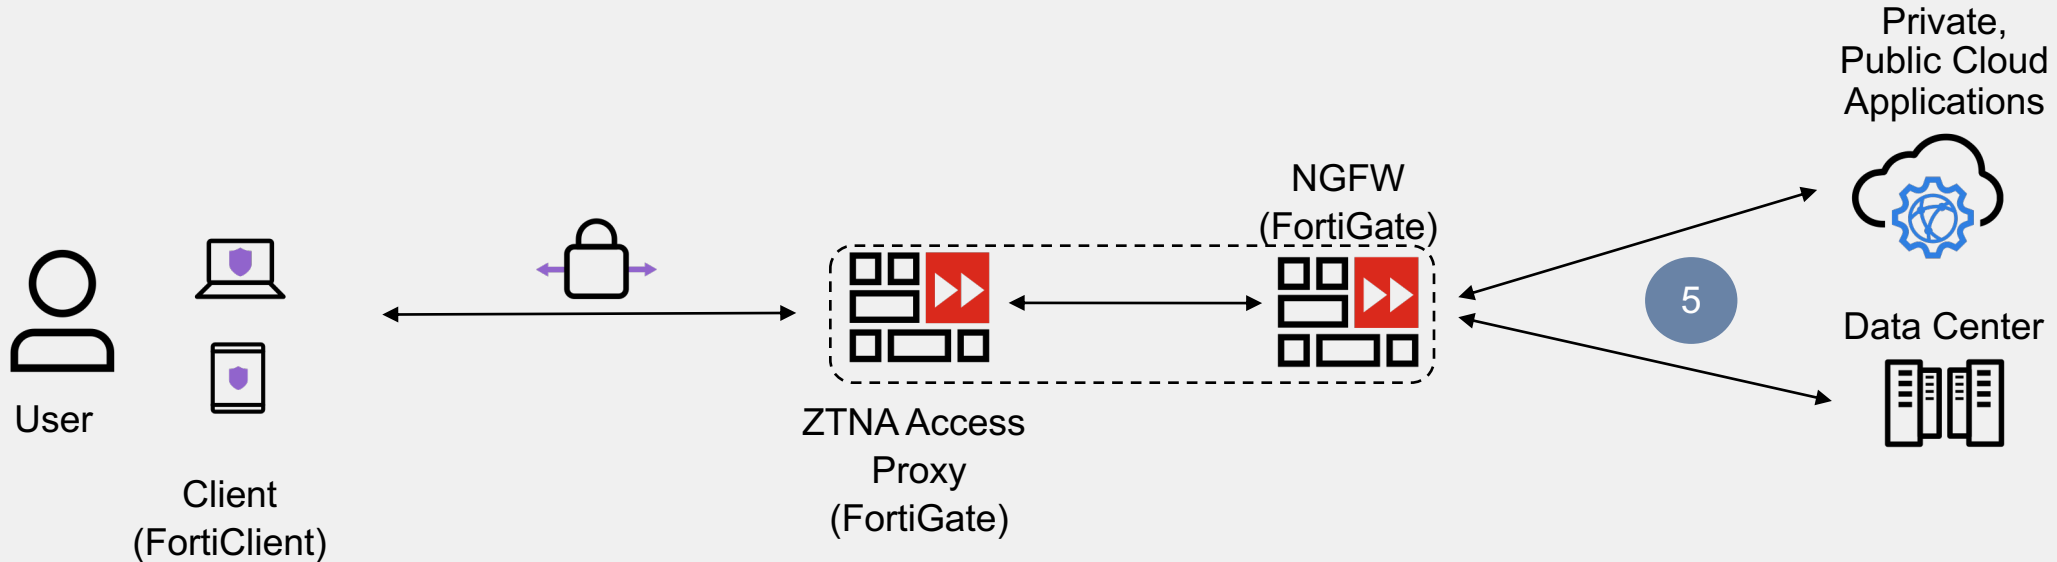 User
Client
(FortiClient)
ZTNA Access
Proxy
(FortiGate)
NGFW
(FortiGate)
5
Private,
Public Cloud
Applications
Data Center